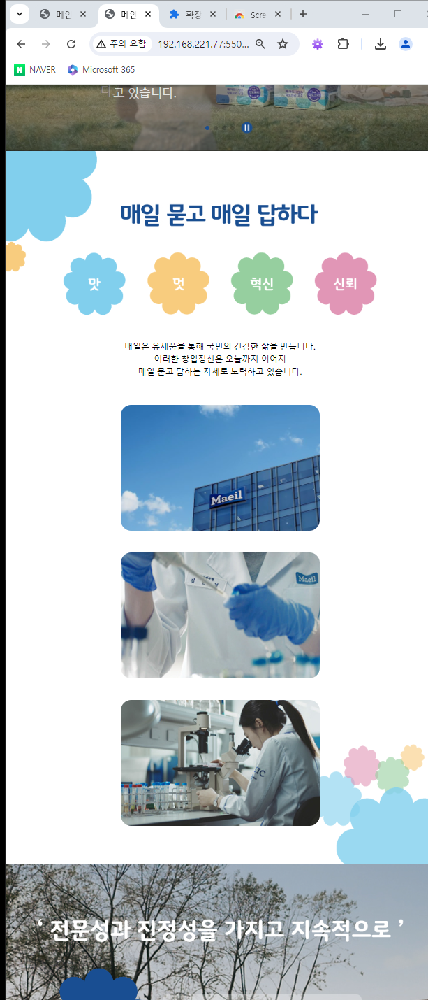 메인
메인
확장
Scre
주의 요함
192.168.221.77:550...
NAVER
Microsoft 365
다고 있습니다.
매일 묻고 매일 답하다
맛
멋
혁신
신뢰
매일은 유제품을 통해 국민의 건강한 삶을 만듭니다.
이러한 창업정신은 오늘까지 이어져
매일 묻고 답하는 자세로 노력하고 있습니다.
Maeil
Maeil
‘ 전문성과 진정성을 가지고 지속적으로 ’